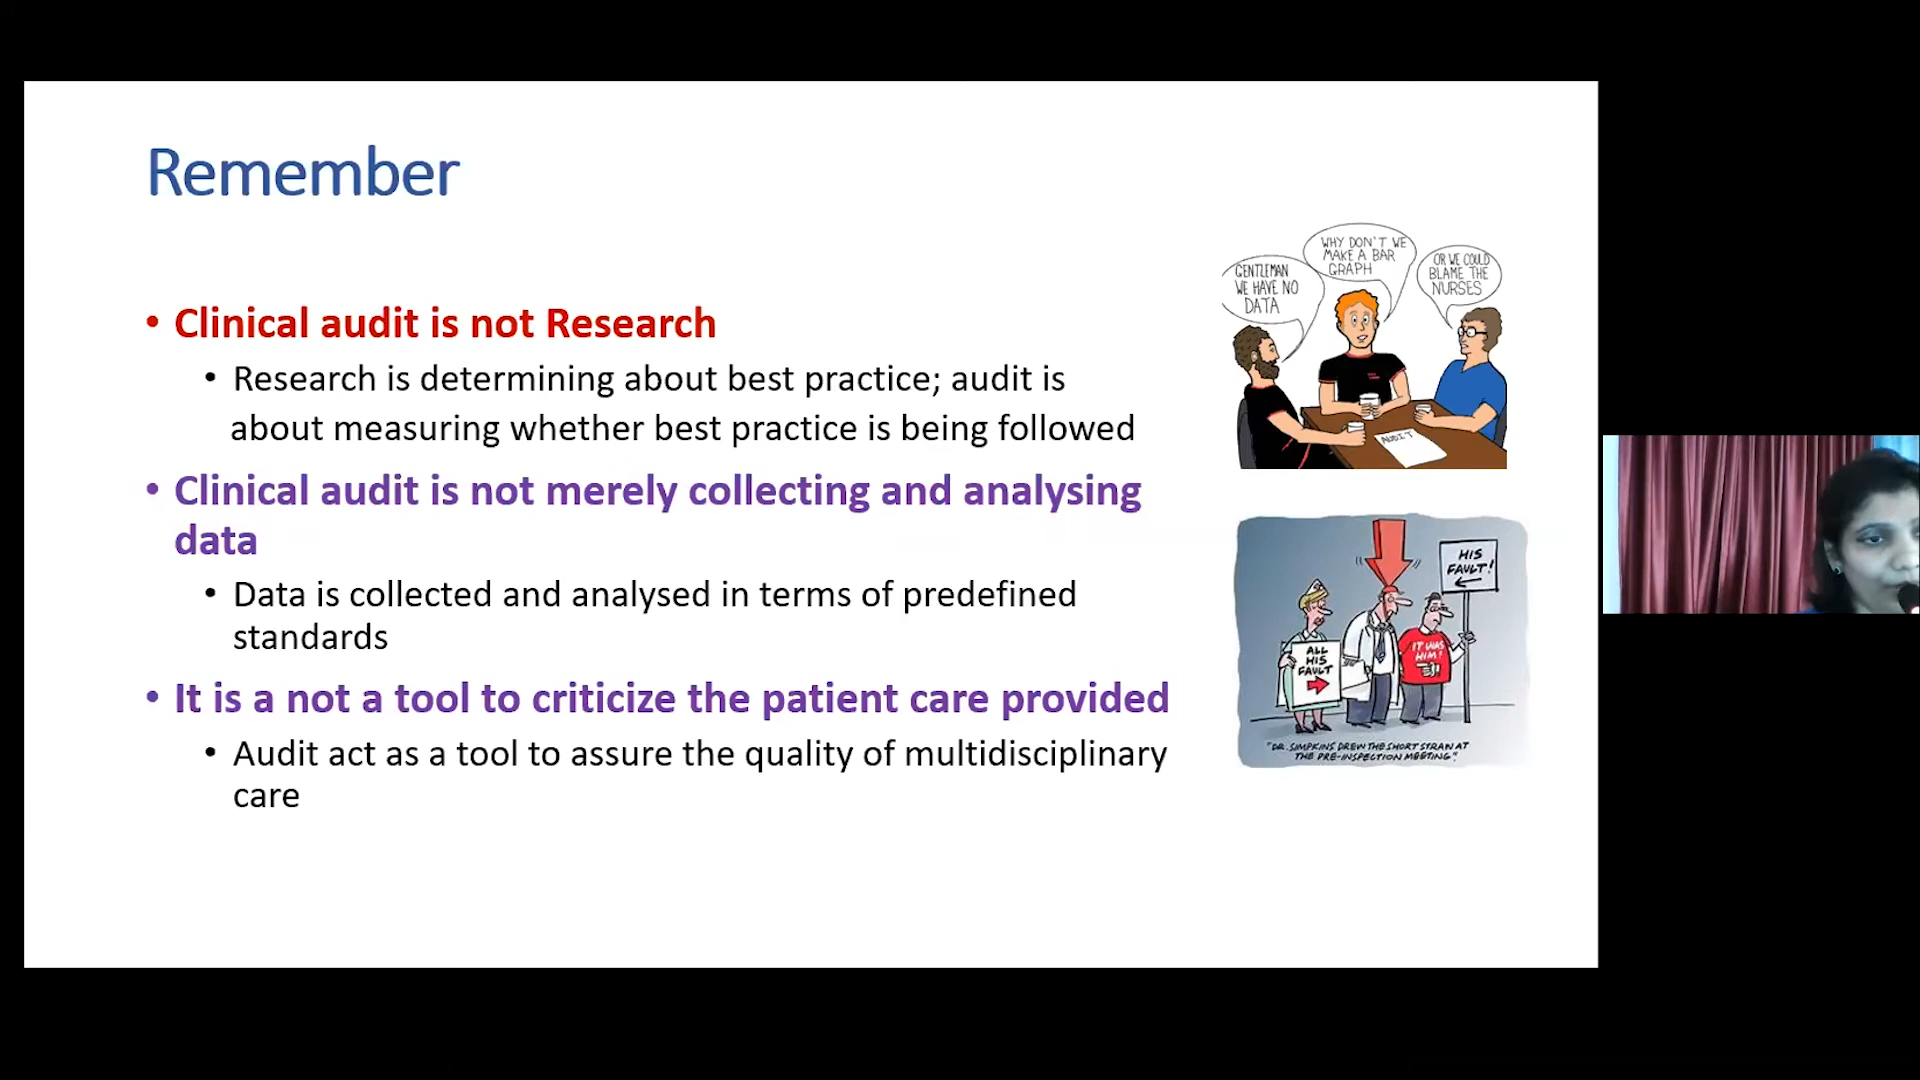 Remember
• Clinical audit is not Research
• Research is determining about best practice; audit is
about measuring whether best practice is being followed
• Clinical audit is not merely collecting and analysing
data
• Data is collected and analysed in terms of predefined
standards
• It is a not a tool to criticize the patient care provided
• Audit act as a tool to assure the quality of multidisciplinary
care
GENTLEMAN
WE HAVE NO
DATA
WHY DON'T WE
MAKE A BAR
GRAPH
OR WE COULD
BLAME THE
NURSES
AUDIT
HIS
FAULT!
ALL
HIS
FAULT
IT WAS
HIM!
"DR. SIMPKINS DREW THE SHORT STRAW AT
THE PRE-INSPECTION MEETING."